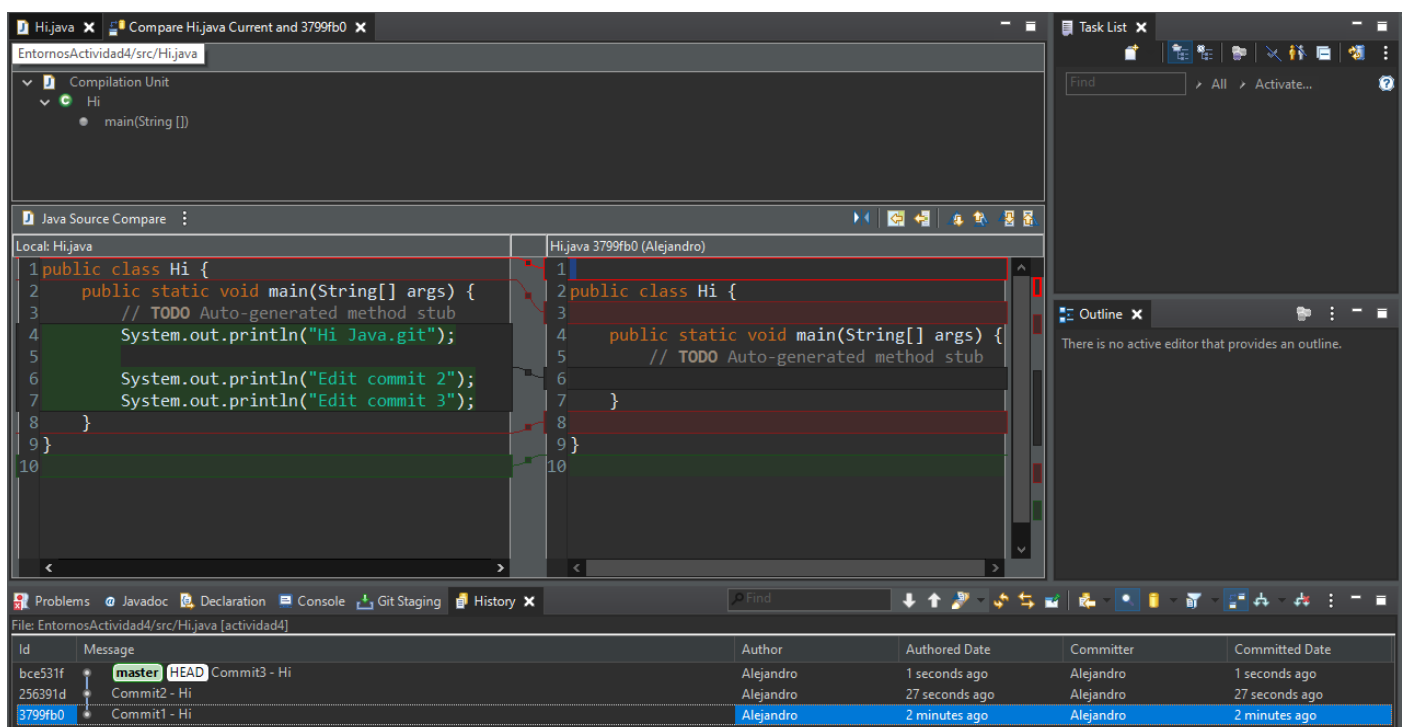 Hi.java Compare Hi.java Current and 3799fb0
EntornosActividad4/src/Hi.java
Compilation Unit
Hi
main(String [])
Java Source Compare
Local: Hi.java
1 public class Hi {
2 public static void main(String[] args) {
3 // TODO Auto-generated method stub
4 System.out.println("Hi Java.git");
5
6 System.out.println("Edit commit 2");
7 System.out.println("Edit commit 3");
8 }
9 }
10
Hi.java 3799fb0 (Alejandro)
1
2 public class Hi {
3
4 public static void main(String[] args) {
5 // TODO Auto-generated method stub
6
7 }
8
9 }
10
Task List
Find All Activate...
Outline
There is no active editor that provides an outline.
Problems Javadoc Declaration Console Git Staging History Find
File: EntornosActividad4/src/Hi.java [actividad4]
Id Message Author Authored Date Committer Committed Date
bce531f master HEAD Commit3 - Hi Alejandro 1 seconds ago Alejandro 1 seconds ago
256391d Commit2 - Hi Alejandro 27 seconds ago Alejandro 27 seconds ago
3799fb0 Commit1 - Hi Alejandro 2 minutes ago Alejandro 2 minutes ago